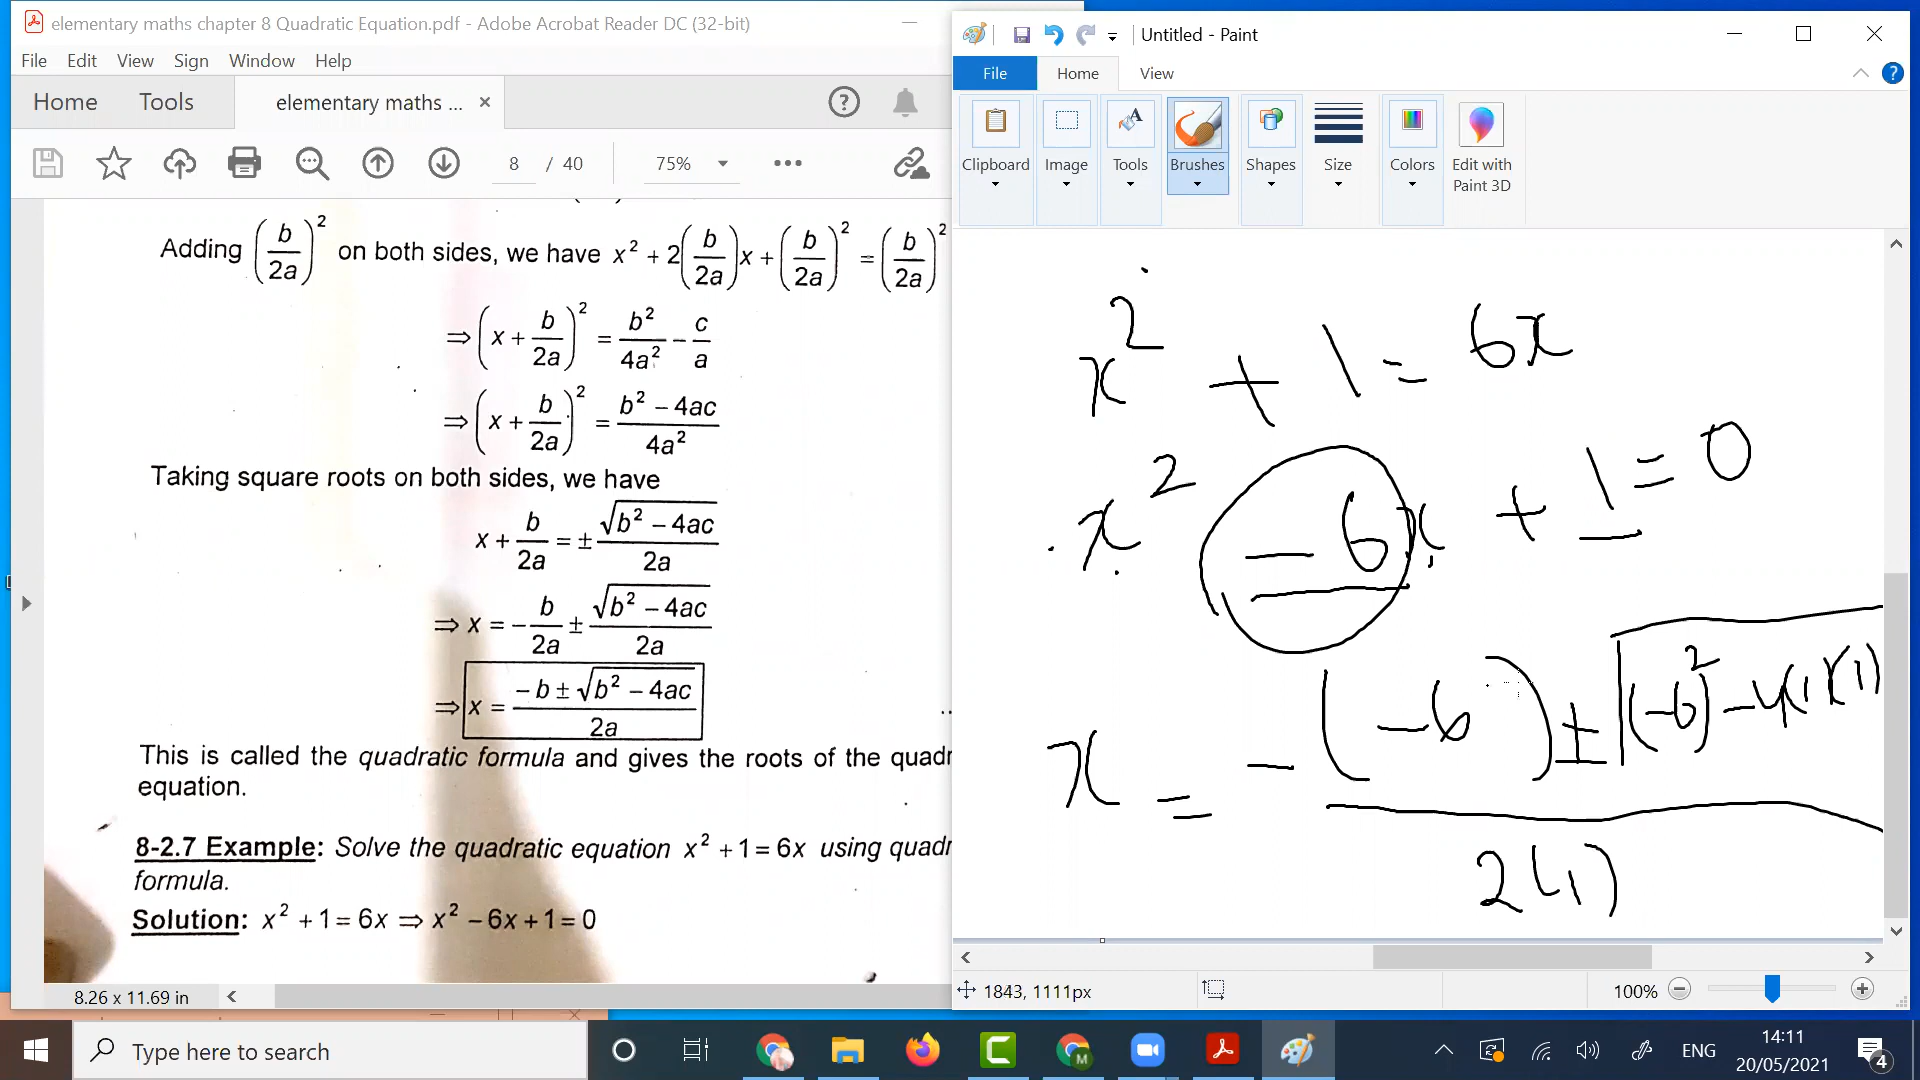 elementary maths chapter 8 Quadratic Equation.pdf - Adobe Acrobat Reader DC (32-bit)
File Edit View Sign Window Help
Home Tools elementary maths ... ×
8 / 40 75%
Adding (b/2a)² on both sides, we have x² + 2(b/2a)x + (b/2a)² = (b/2a)²
⇒ (x + b/2a)² = b²/4a² − c/a
⇒ (x + b/2a)² = (b² − 4ac)/4a²
Taking square roots on both sides, we have
x + b/2a = ± √(b² − 4ac)/2a
⇒ x = − b/2a ± √(b² − 4ac)/2a
⇒ x = (−b ± √(b² − 4ac))/2a
This is called the quadratic formula and gives the roots of the
equation.
8-2.7 Example: Solve the quadratic equation x² + 1 = 6x using
formula.
Solution: x² + 1 = 6x ⇒ x² − 6x + 1 = 0
8.26 x 11.69 in
Untitled - Paint
File Home View
Clipboard Image Tools Brushes Shapes Size Colors Edit with Paint 3D
x² + 1 = 6x
x² − 6x + 1 = 0
x = (−(−6) ± √((−6)² − 4(1)(1)))/2(1)
1843, 1111px 100%
Type here to search
ENG
14:11
20/05/2021
4